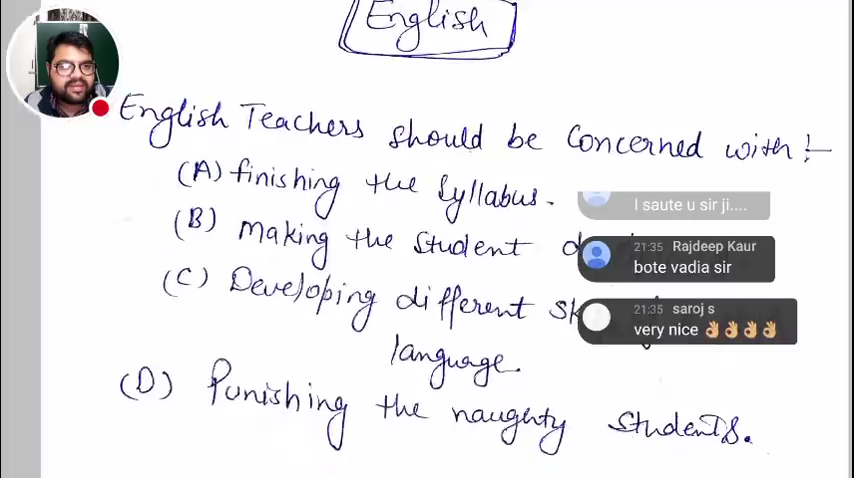 English
English Teachers should be concerned with :-
(A) finishing the syllabus.
(B) making the student
(C) Developing different
language.
(D) Punishing the naughty students.
I saute u sir ji....
21:35 Rajdeep Kaur
bote vadia sir
21:35 saroj s
very nice 👌👌👌👌